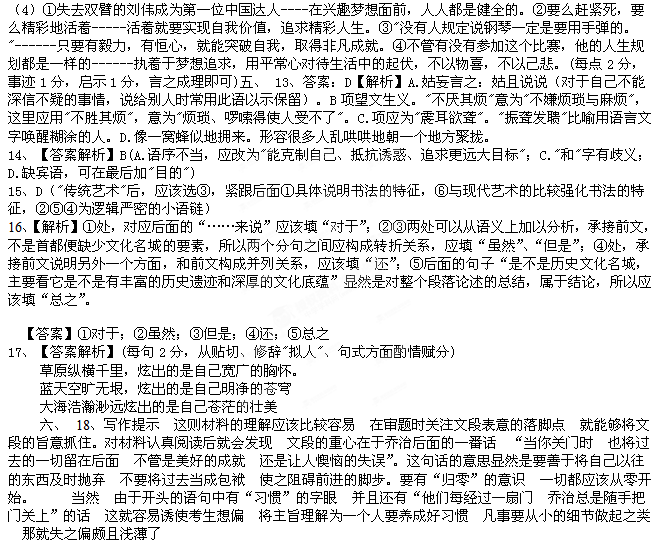 （4）①失去双臂的刘伟成为第一位中国达人----在兴趣梦想面前，人人都是健全的。②要么赶紧死，要
么精彩地活着-----活着就要实现自我价值，追求精彩人生。③"没有人规定说钢琴一定是要用手弹的。
"------只要有毅力，有恒心，就能突破自我，取得非凡成就。④不管有没有参加这个比赛，他的人生规
划都是一样的------执着于梦想追求，用平常心对待生活中的起伏，不以物喜，不以己悲。(每点 2 分，
事迹 1 分，启示 1 分，言之成理即可)五、 13、答案：D【解析】A.姑妄言之：姑且说说（对于自己不能
深信不疑的事情，说给别人时常用此语以示保留）。B 项望文生义。"不厌其烦"意为"不嫌烦琐与麻烦"，
这里应用"不胜其烦"，意为"烦琐、啰嗦得使人受不了"。C.项应为"震耳欲聋"。"振聋发聩"比喻用语言文
字唤醒糊涂的人。D.像一窝蜂似地拥来。形容很多人乱哄哄地朝一个地方聚拢。
14、【答案解析】B(A.语序不当，应改为"能克制自己、抵抗诱惑、追求更远大目标"；C."和"字有歧义；
D.缺宾语，可在最后加"目的")
15、D（"传统艺术"后，应该选③，紧跟后面①具体说明书法的特征，⑥与现代艺术的比较强化书法的特
征，②⑤④为逻辑严密的小语链）
16、【解析】①处，对应后面的"……来说"应该填"对于"；②③两处可以从语义上加以分析，承接前文，
不是首都便缺少文化名城的要素，所以两个分句之间应构成转折关系，应填"虽然"、"但是"；④处，承
接前文说明另外一个方面，和前文构成并列关系，应该填"还"；⑤后面的句子"是不是历史文化名城，
主要看它是不是有丰富的历史遗迹和深厚的文化底蕴"显然是对整个段落论述的总结，属于结论，所以应
该填"总之"。
【答案】①对于；②虽然；③但是；④还；⑤总之
17、【答案解析】(每句 2 分，从贴切、修辞"拟人"、句式方面酌情赋分)
草原纵横千里，炫出的是自己宽广的胸怀。
蓝天空旷无垠，炫出的是自己明净的苍穹
大海浩瀚渺远炫出的是自己苍茫的壮美
六、 18、写作提示 这则材料的理解应该比较容易 在审题时关注文段表意的落脚点 就能够将文
段的旨意抓住。对材料认真阅读后就会发现 文段的重心在于乔治后面的一番话 "当你关门时 也将过
去的一切留在后面 不管是美好的成就 还是让人懊恼的失误"。这句话的意思显然是要善于将自己以往
的东西及时抛弃 不要将过去当成包袱 使之阻碍前进的脚步。要有"归零"的意识 一切都应该从零开
始。 当然 由于开头的语句中有"习惯"的字眼 并且还有"他们每经过一扇门 乔治总是随手把
门关上"的话 这就容易诱使考生想偏 将主旨理解为一个人要养成好习惯 凡事要从小的细节做起之类
那就失之偏颇且浅薄了